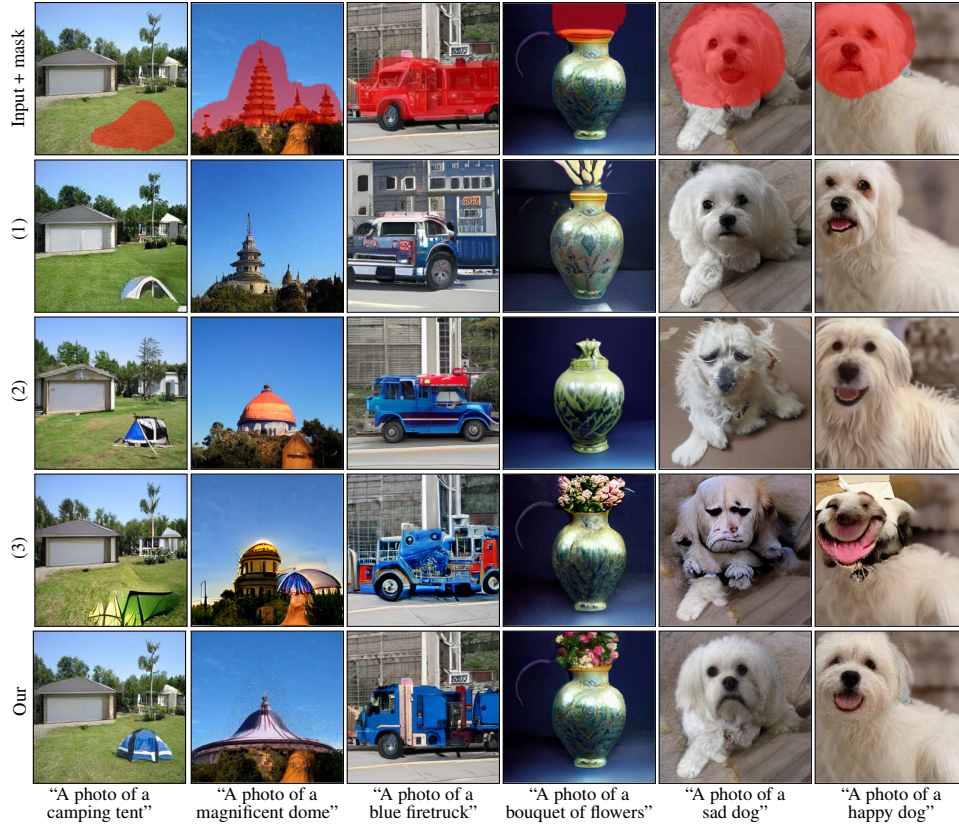 Input + mask
(1)
(2)
(3)
Our
“A photo of a
camping tent”
“A photo of a
magnificent dome”
“A photo of a
blue firetruck”
“A photo of a
bouquet of flowers”
“A photo of a
sad dog”
“A photo of a
happy dog”